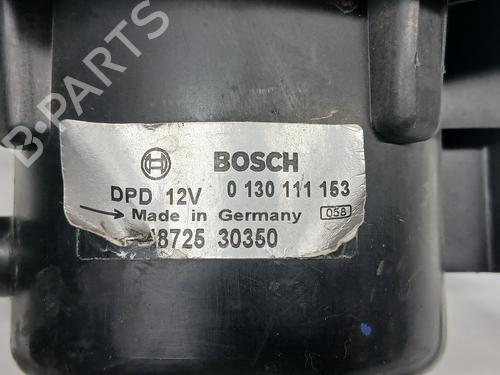 B-PARTS
BOSCH
DPD 12V 0 130 111 153
Made in Germany 058
48725 30350